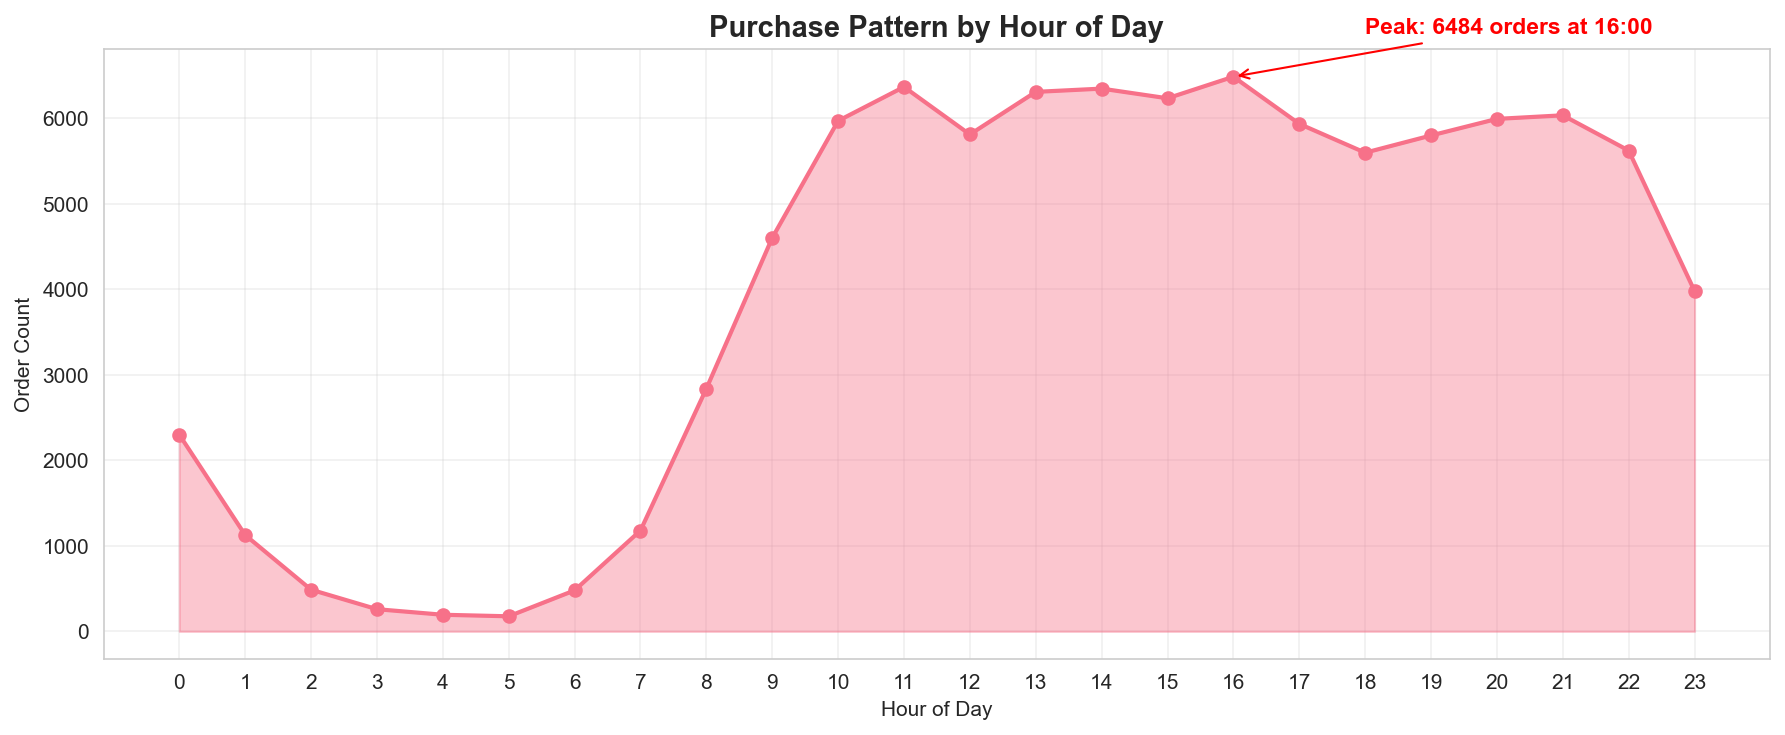 Purchase Pattern by Hour of Day
Peak: 6484 orders at 16:00
Order Count
6000
5000
4000
3000
2000
1000
0
0 1 2 3 4 5 6 7 8 9 10 11 12 13 14 15 16 17 18 19 20 21 22 23
Hour of Day